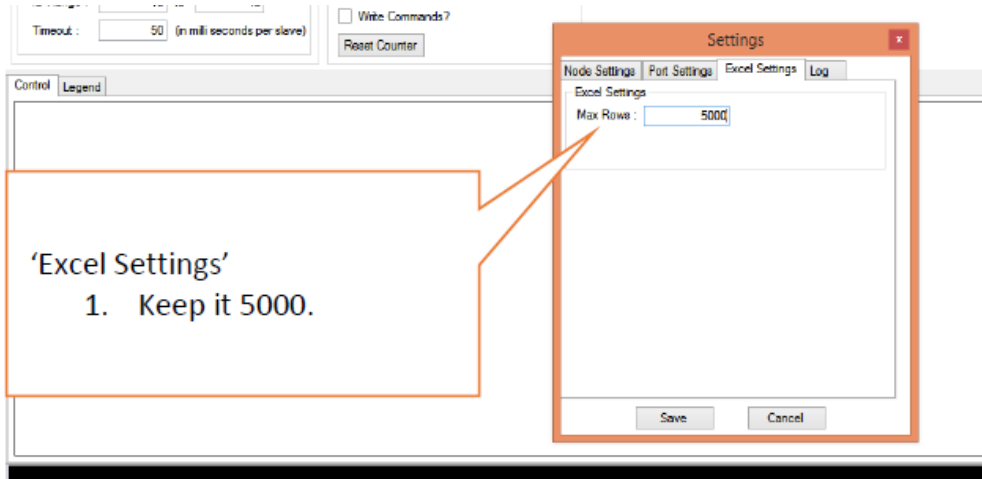 Timeout : 50 (in mili seconds per slave)
Write Commands?
Reset Counter
Control Legend
Settings
x
Node Settings Port Settings Excel Settings Log
Excel Settings
Max Rows : 5000
‘Excel Settings’
1. Keep it 5000.
Save Cancel